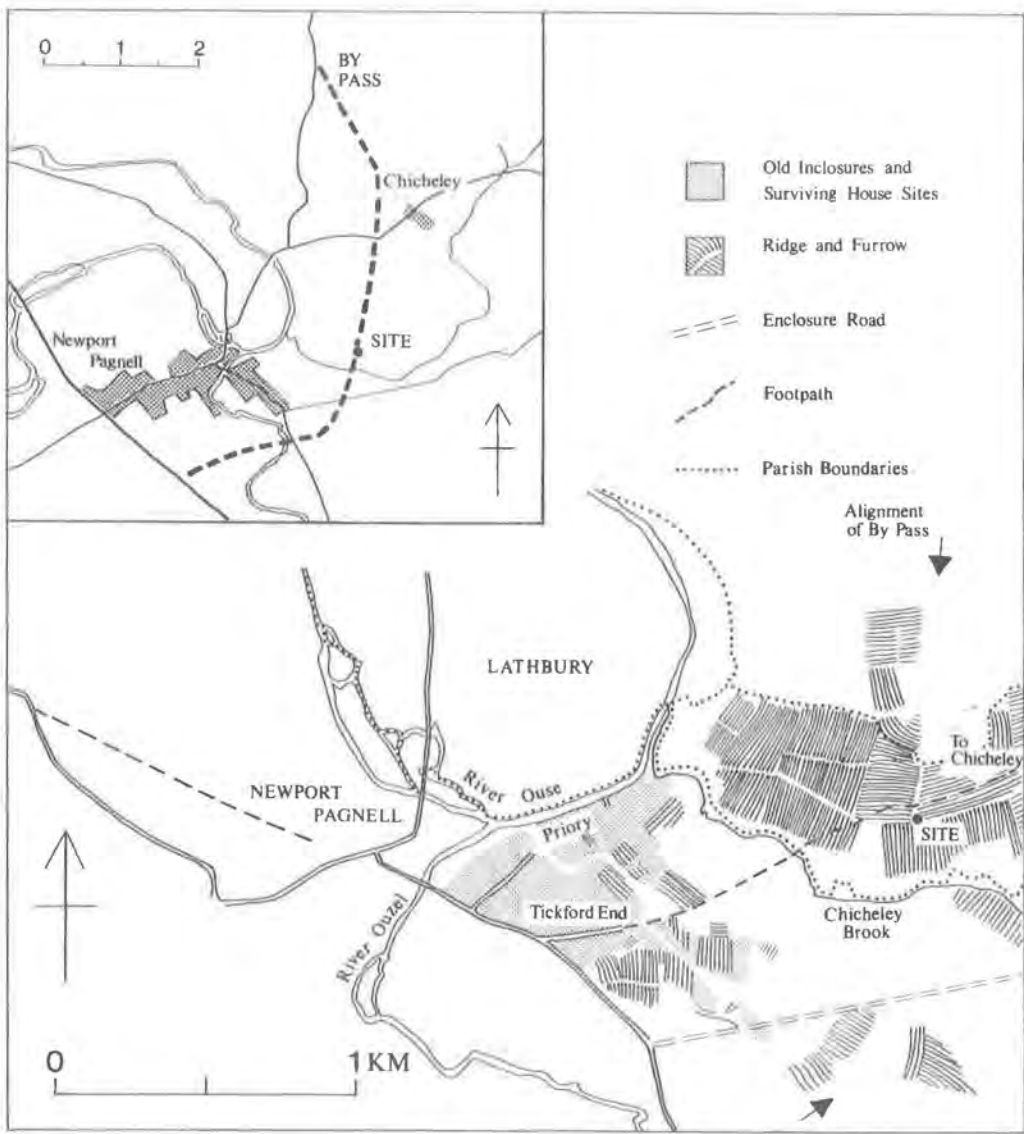 0 1 2
BY
PASS
Chicheley
SITE
Newport
Pagnell
Old Inclosures and
Surviving House Sites
Ridge and Furrow
Enclosure Road
Footpath
Parish Boundaries
Alignment
of By Pass
LATHBURY
To
Chicheley
NEWPORT
PAGNELL
River Ouse
Priory
SITE
Tickford End
Chicheley
Brook
River Ouzel
0 1 KM